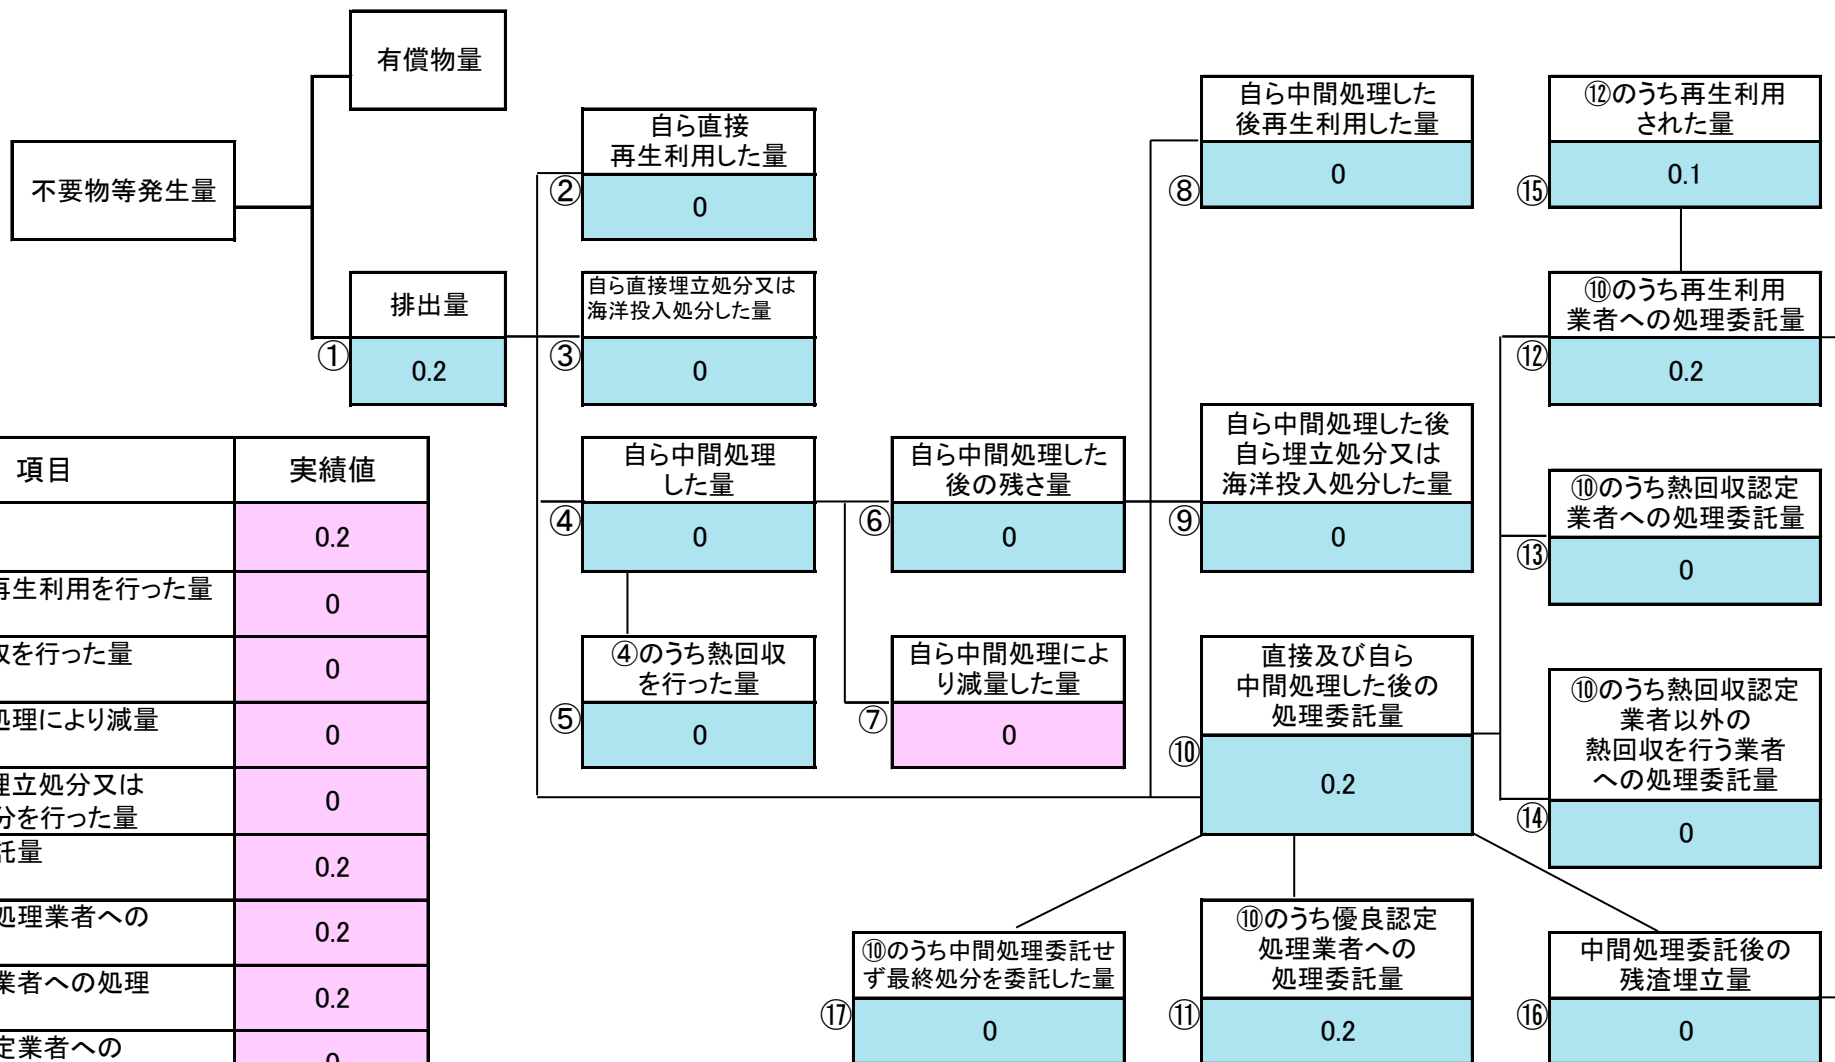 有償物量
不要物等発生量
排出量
①
0.2
自ら直接
再生利用した量
②
0
自ら直接埋立処分又は
海洋投入処分した量
③
0
自ら中間処理
した量
④
0
④のうち熱回収
を行った量
⑤
0
自ら中間処理した
後の残さ量
⑥
0
自ら中間処理によ
り減量した量
⑦
0
自ら中間処理した
後再生利用した量
⑧
0
自ら中間処理した後
自ら埋立処分又は
海洋投入処分した量
⑨
0
直接及び自ら
中間処理した後の
処理委託量
⑩
0.2
⑩のうち優良認定
処理業者への
処理委託量
⑪
0.2
⑫のうち再生利用
された量
⑮
0.1
⑩のうち再生利用
業者への処理委託量
⑫
0.2
⑩のうち熱回収認定
業者への処理委託量
⑬
0
⑩のうち熱回収認定
業者以外の
熱回収を行う業者
への処理委託量
⑭
0
中間処理委託後の
残渣埋立量
⑯
0
⑩のうち中間処理委託せ
ず最終処分を委託した量
⑰
0
項目 実績値
0.2
再生利用を行った量 0
を行った量 0
処理により減量 0
埋立処分又は
分を行った量 0
託量 0.2
処理業者への 0.2
業者への処理 0.2
定業者への 0